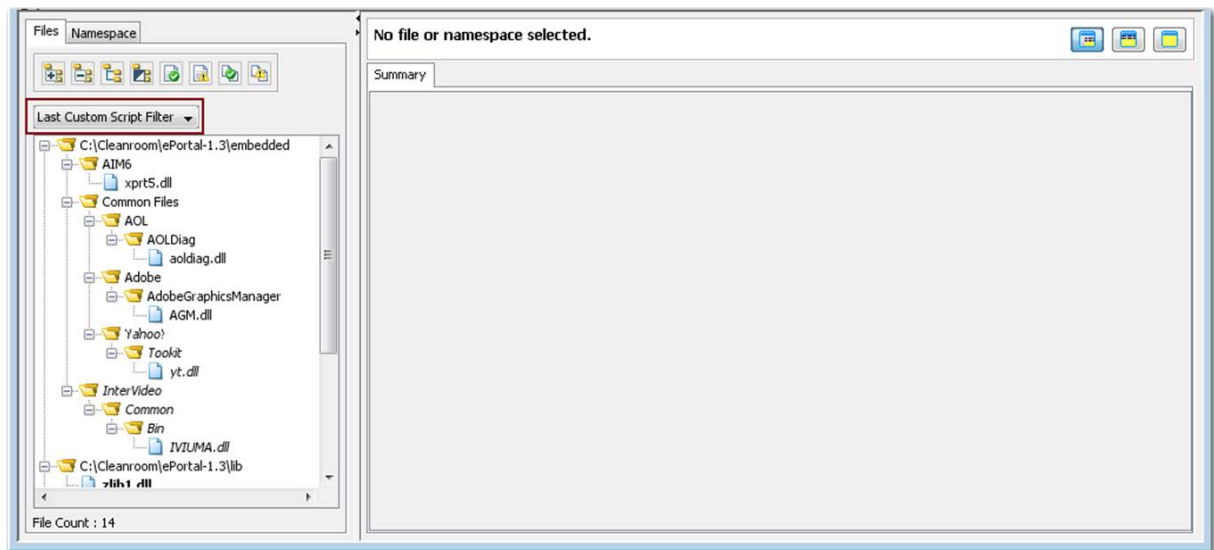 Files Namespace
Last Custom Script Filter
C:\Cleanroom\ePortal-1.3\embedded
AIM6
xprt5.dll
Common Files
AOL
AOLDiag
aoldiag.dll
Adobe
AdobeGraphicsManager
AGM.dll
Yahoo!
Tookit
yt.dll
InterVideo
Common
Bin
IVIUMA.dll
C:\Cleanroom\ePortal-1.3\lib
zlib1.dll
File Count : 14
No file or namespace selected.
Summary